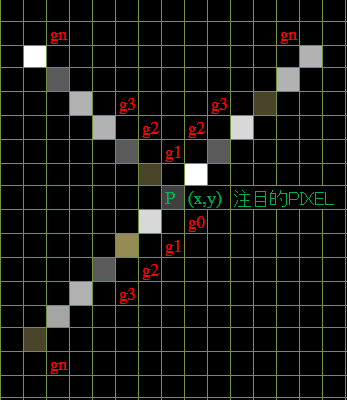 gn gn
g3 g3
g2 g2
g1
P (x,y) 注目的PIXEL
g0
g1
g2
g3
gn